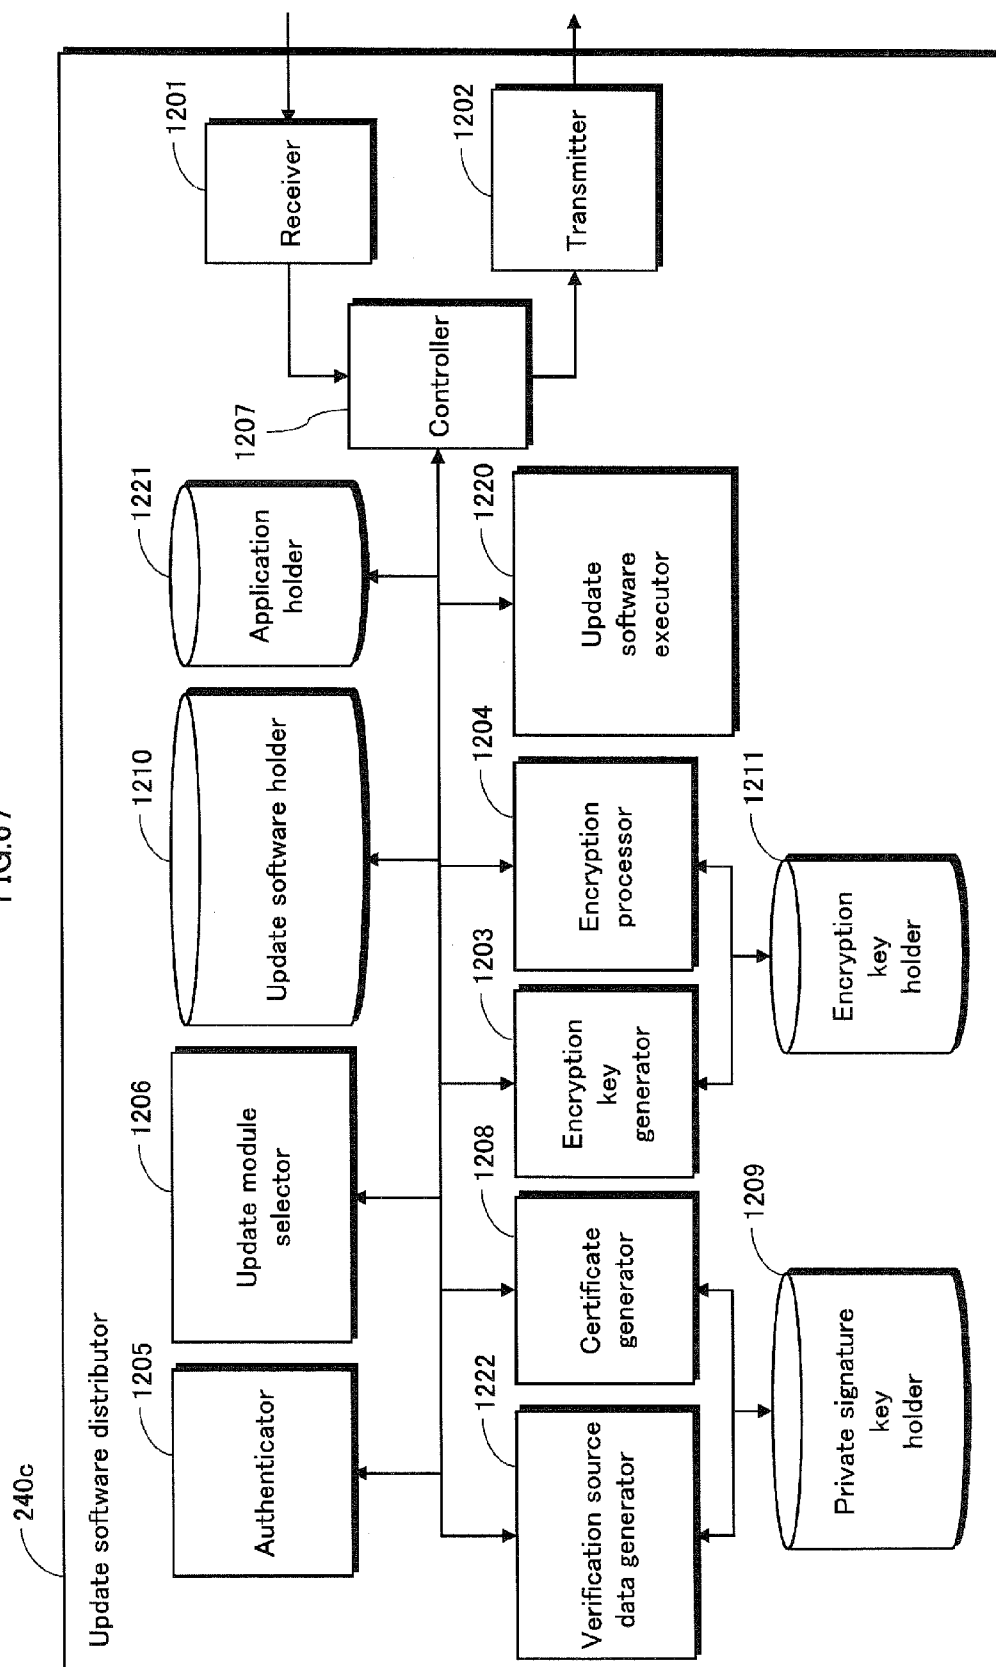 FIG.67
240c
Update software distributor
1205
Authenticator
1206
Update module
selector
1210
Update software holder
1221
Application
holder
1207
Controller
1201
Receiver
1202
Transmitter
1222
Verification source
data generator
1208
Certificate
generator
1203
Encryption
key
generator
1204
Encryption
processor
1220
Update
software
executor
1209
Private signature
key
holder
1211
Encryption
key
holder